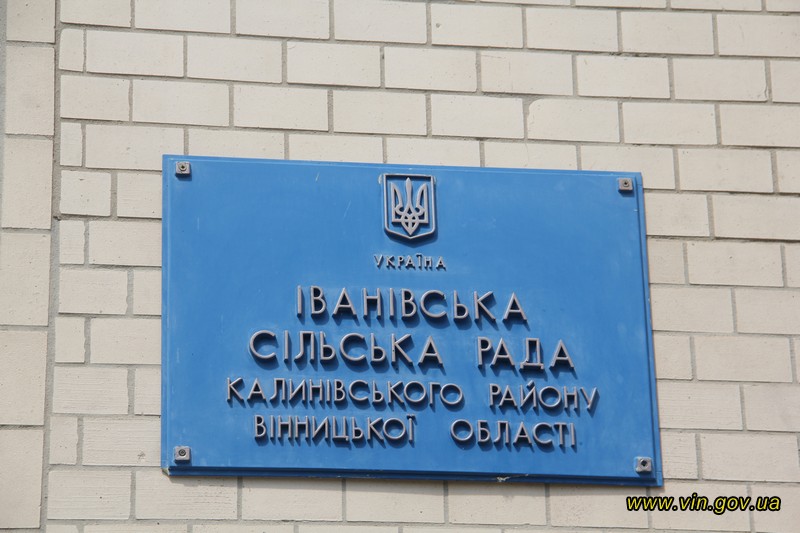 УКРАЇНА
ІВАНІВСЬКА
СІЛЬСЬКА РАДА
КАЛИНІВСЬКОГО РАЙОНУ
ВІННИЦЬКОЇ ОБЛАСТІ
www.vin.gov.ua